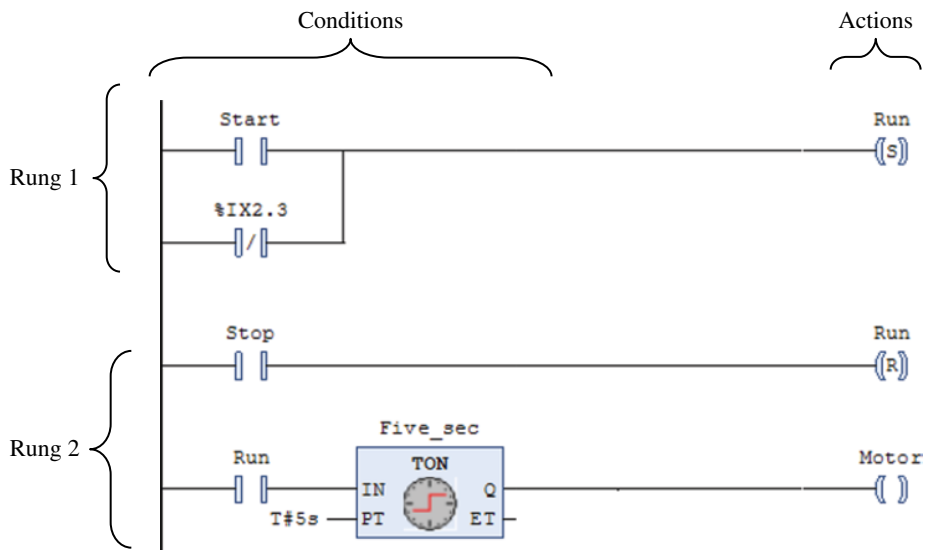 Conditions Actions
Start Run
(S)
Rung 1
%IX2.3
/
Stop Run
(R)
Five_sec
Rung 2
Run TON Motor
IN Q ( )
T#5s PT ET